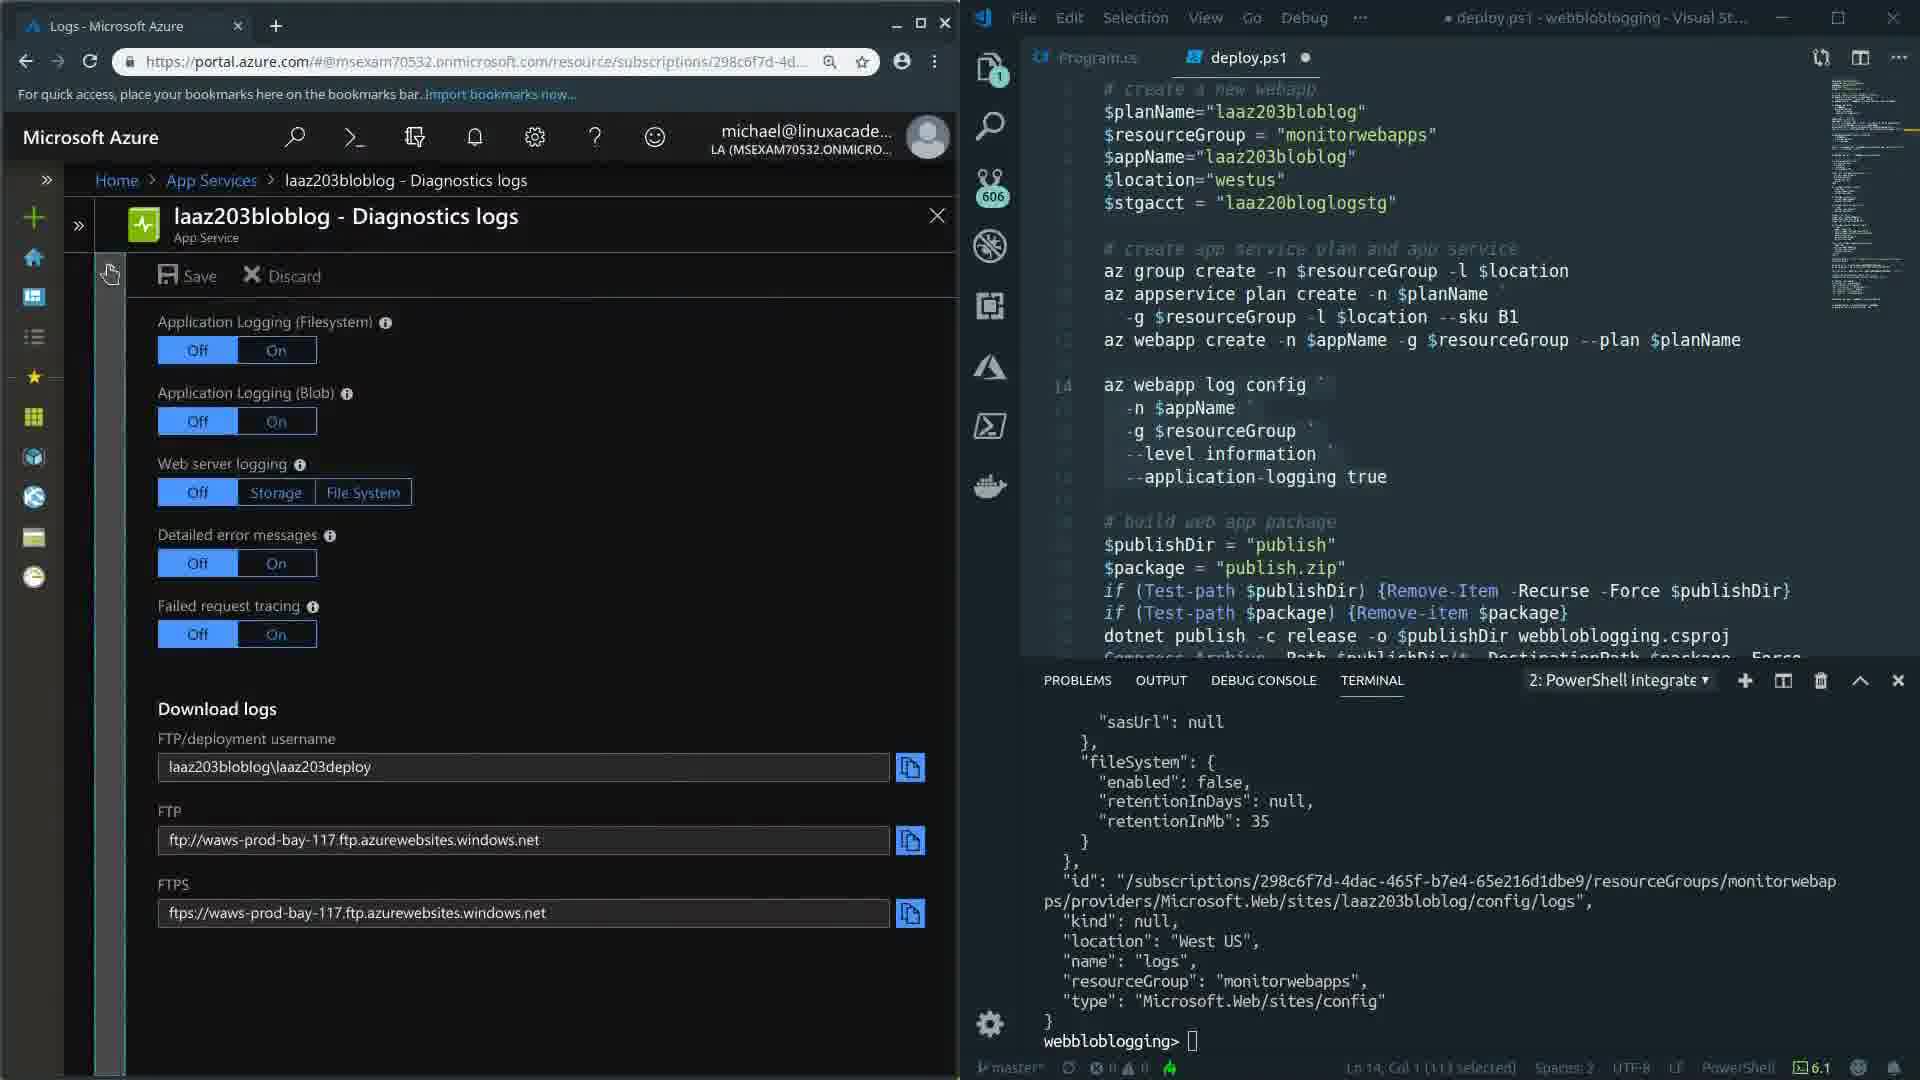 Logs - Microsoft Azure
https://portal.azure.com/#@msexam70532.onmicrosoft.com/resource/subscriptions/298c6f7d-4d...
For quick access, place your bookmarks here on the bookmarks bar. Import bookmarks now...
Microsoft Azure
michael@linuxacade...
LA (MSEXAM70532.ONMICRO...
Home > App Services > laaz203bloblog - Diagnostics logs
laaz203bloblog - Diagnostics logs
App Service
Save Discard
Application Logging (Filesystem)
Off On
Application Logging (Blob)
Off On
Web server logging
Off Storage File System
Detailed error messages
Off On
Failed request tracing
Off On
Download logs
FTP/deployment username
laaz203bloblog\laaz203deploy
FTP
ftp://waws-prod-bay-117.ftp.azurewebsites.windows.net
FTPS
ftps://waws-prod-bay-117.ftp.azurewebsites.windows.net
File Edit Selection View Go Debug ... ● deploy.ps1 - webbloblogging - Visual St...
Program.cs deploy.ps1 ●
1
606
# create a new webapp
$planName="laaz203bloblog"
$resourceGroup = "monitorwebapps"
$appName="laaz203bloblog"
$location="westus"
$stgacct = "laaz20bloglogstg"
# create app service plan and app service
az group create -n $resourceGroup -l $location
az appservice plan create -n $planName `
-g $resourceGroup -l $location --sku B1
az webapp create -n $appName -g $resourceGroup --plan $planName
14 az webapp log config `
-n $appName `
-g $resourceGroup `
--level information `
--application-logging true
# build web app package
$publishDir = "publish"
$package = "publish.zip"
if (Test-path $publishDir) {Remove-Item -Recurse -Force $publishDir}
if (Test-path $package) {Remove-item $package}
dotnet publish -c release -o $publishDir webbloblogging.csproj
Compress-Archive -Path $publishDir/* -DestinationPath $package -Force
PROBLEMS OUTPUT DEBUG CONSOLE TERMINAL 2: PowerShell Integrate
"sasUrl": null
},
"fileSystem": {
"enabled": false,
"retentionInDays": null,
"retentionInMb": 35
}
},
"id": "/subscriptions/298c6f7d-4dac-465f-b7e4-65e216d1dbe9/resourceGroups/monitorwebap
ps/providers/Microsoft.Web/sites/laaz203bloblog/config/logs",
"kind": null,
"location": "West US",
"name": "logs",
"resourceGroup": "monitorwebapps",
"type": "Microsoft.Web/sites/config"
}
webbloblogging>
master* 0 0 Ln 14, Col 1 (113 selected) Spaces: 2 UTF-8 LF PowerShell 6.1